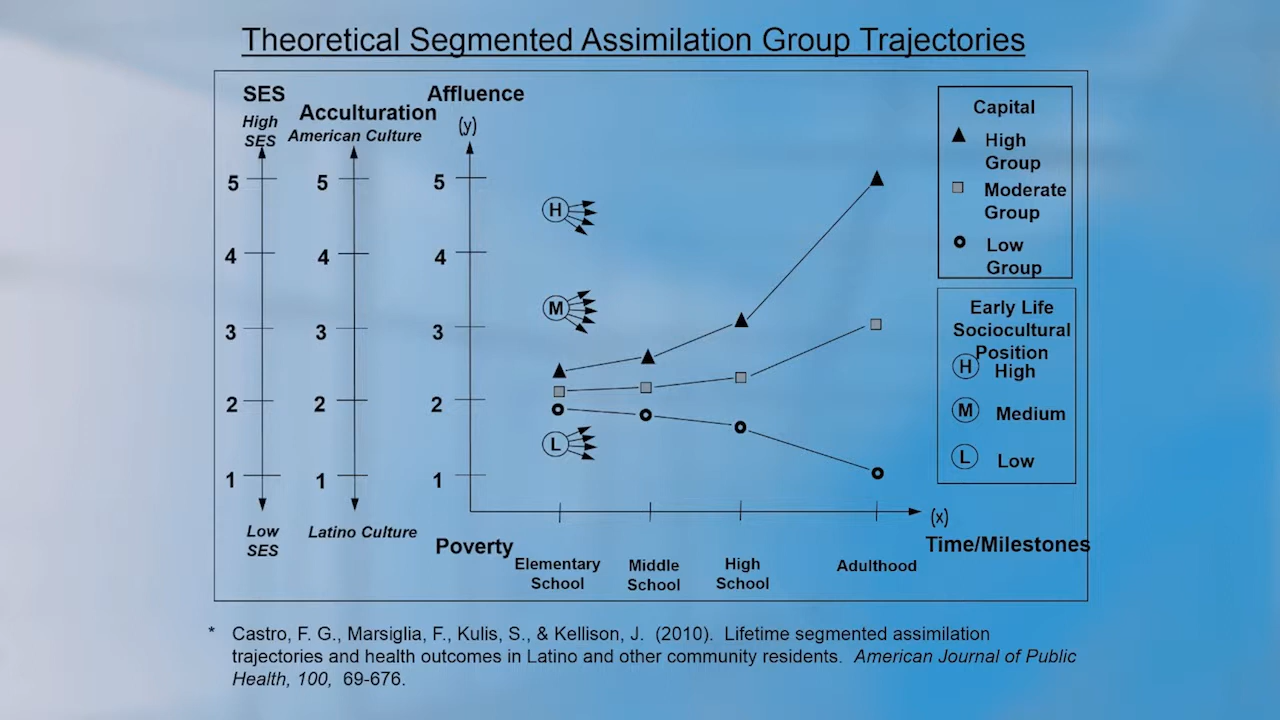 Theoretical Segmented Assimilation Group Trajectories
SES
High
SES
5
4
3
2
1
Low
SES
Acculturation
American Culture
5
4
3
2
1
Latino Culture
Affluence
(y)
5
4
3
2
1
Poverty
H
M
L
Elementary
School
Middle
School
High
School
Adulthood
(x)
Time/Milestones
Capital
High
Group
Moderate
Group
Low
Group
Early Life
Sociocultural
Position
H High
M Medium
L Low
* Castro, F. G., Marsiglia, F., Kulis, S., & Kellison, J. (2010). Lifetime segmented assimilation
trajectories and health outcomes in Latino and other community residents. American Journal of Public
Health, 100, 69-676.